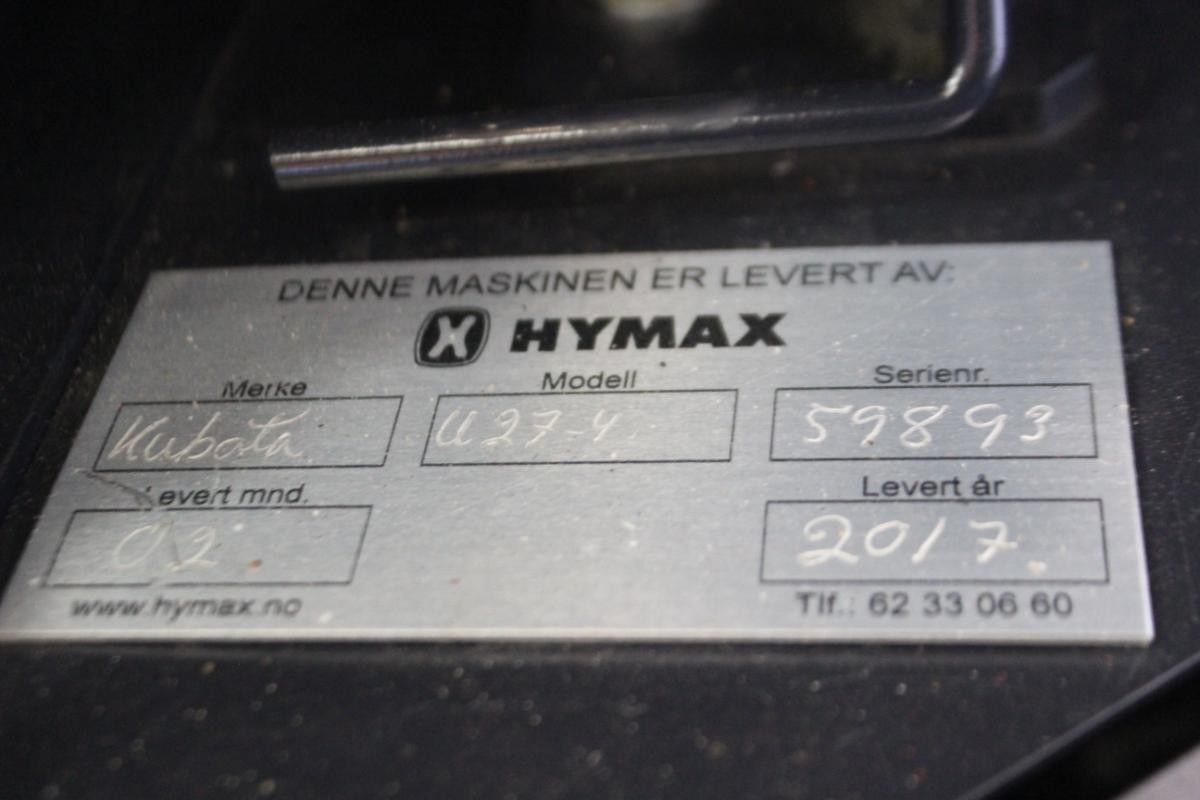 DENNE MASKINEN ER LEVERT AV:
X HYMAX
Merke Modell Serienr.
Kubota U27-4 59893
Levert mnd. Levert år
02 2017
www.hymax.no Tlf.: 62 33 06 60